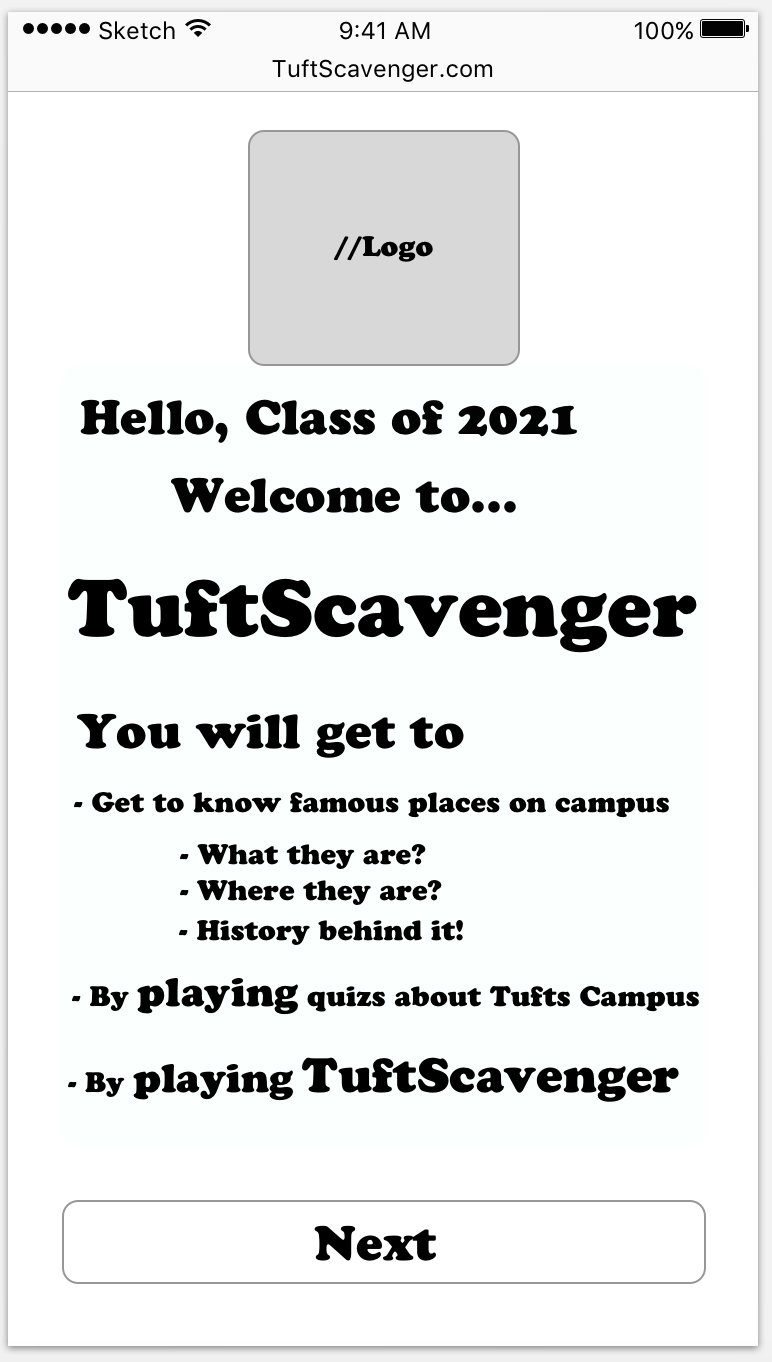 Sketch 9:41 AM 100%
TuftScavenger.com
//Logo
Hello, Class of 2021
Welcome to...
TuftScavenger
You will get to
- Get to know famous places on campus
- What they are?
- Where they are?
- History behind it!
- By playing quizs about Tufts Campus
- By playing TuftScavenger
Next